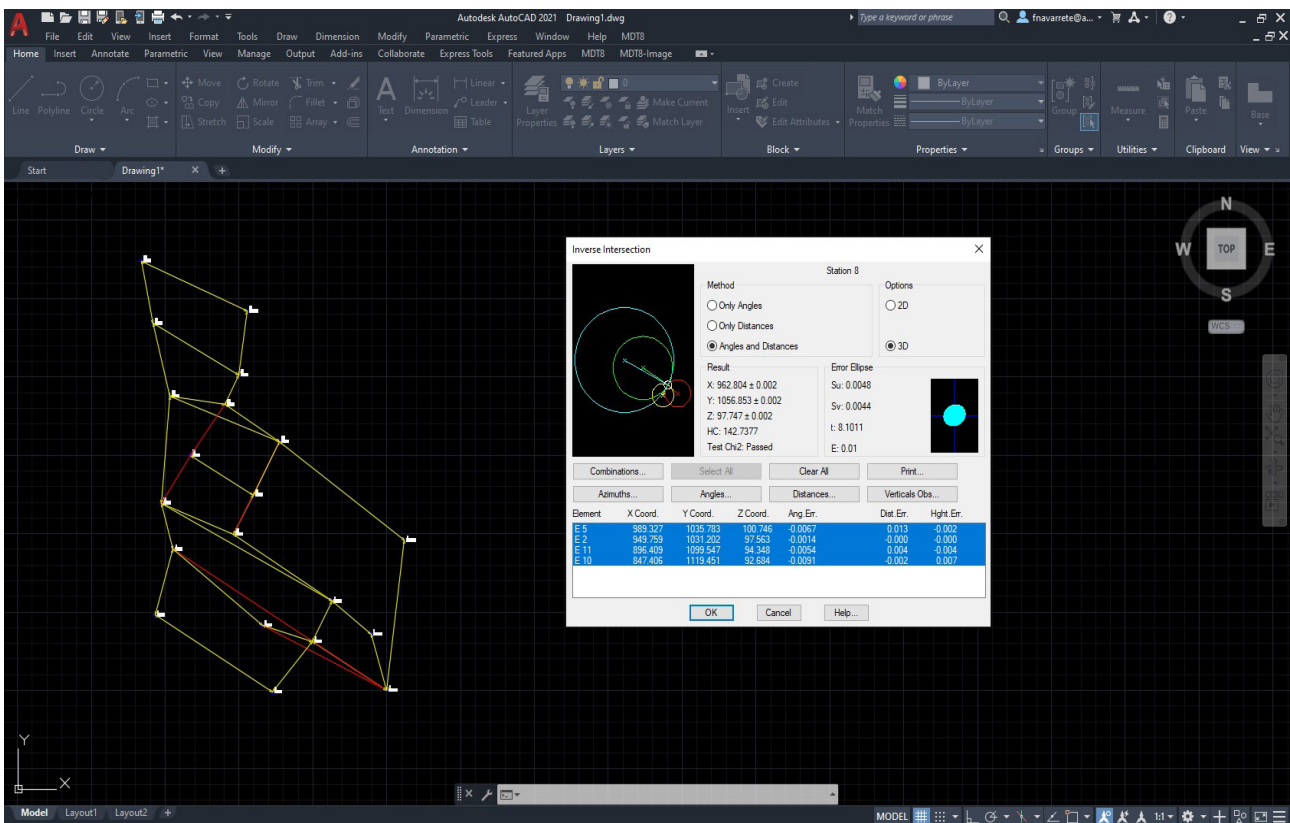 Autodesk AutoCAD 2021 Drawing1.dwg
Type a keyword or phrase
fnavarrete@a...
File Edit View Insert Format Tools Draw Dimension Modify Parametric Express Window Help MDT8
Home Insert Annotate Parametric View Manage Output Add-ins Collaborate Express Tools Featured Apps MDT8 MDT8-Image
Line Polyline Circle Arc
Move Rotate Trim
Copy Mirror Fillet
Stretch Scale Array
Text Dimension
Linear
Leader
Table
Layer Properties
0
Make Current
Match Layer
Insert
Create
Edit
Edit Attributes
Match Properties
ByLayer
ByLayer
ByLayer
Group
Measure
Paste
Base
Draw Modify Annotation Layers Block Properties Groups Utilities Clipboard View
Start Drawing1* +
N
W TOP E
S
WCS
Inverse Intersection
Station 8
Method
Only Angles
Only Distances
Angles and Distances
Options
2D
3D
Result
X: 962.804 ± 0.002
Y: 1056.853 ± 0.002
Z: 97.747 ± 0.002
HC: 142.7377
Test Chi2: Passed
Error Ellipse
Su: 0.0048
Sv: 0.0044
t: 8.1011
E: 0.01
Combinations... Select All Clear All Print...
Azimuths... Angles... Distances... Verticals Obs...
Element X Coord. Y Coord. Z Coord. Ang.Err. Dist.Err. Hght.Err.
E 5 989.327 1035.783 100.746 -0.0067 0.013 -0.002
E 2 949.759 1031.202 97.563 -0.0014 -0.000 -0.000
E 11 896.409 1099.547 94.348 -0.0054 0.004 -0.004
E 10 847.406 1119.451 92.684 -0.0091 -0.002 0.007
OK Cancel Help...
Y
X
Model Layout1 Layout2 +
MODEL 1:1